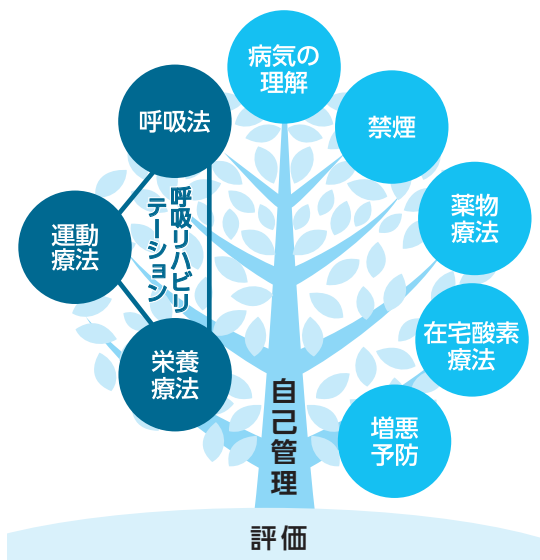 病気の
理解
呼吸法
禁煙
呼吸リハビリ
テーション
運動
療法
薬物
療法
在宅酸素
療法
栄養
療法
増悪
予防
自己管理
評価